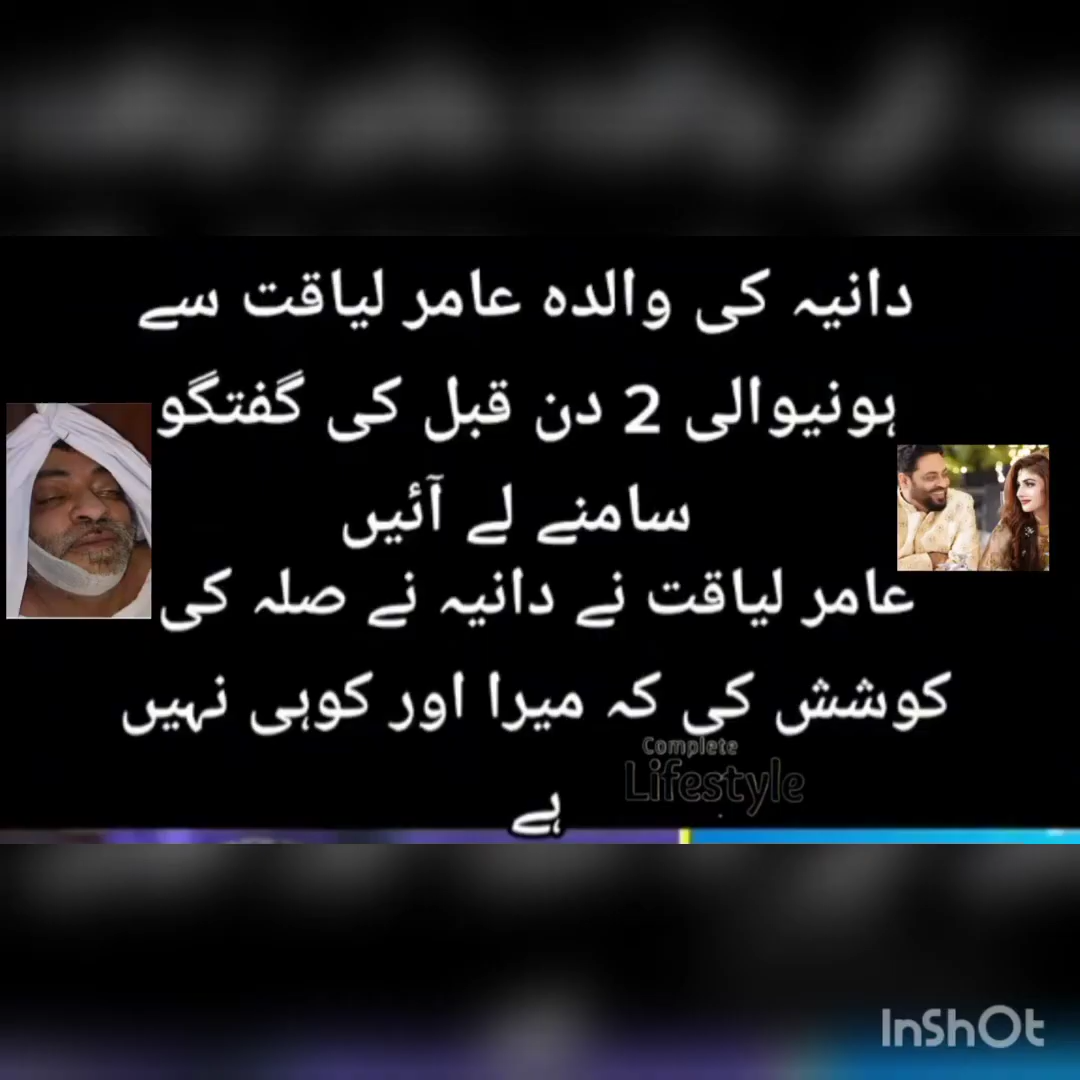 دانیہ کی والدہ عامر لیاقت سے
ہونیوالی 2 دن قبل کی گفتگو
سامنے لے آئیں
عامر لیاقت نے دانیہ نے صلہ کی
کوشش کی کہ میرا اور کوہی نہیں
ہے
Complete
Lifestyle
InShOt